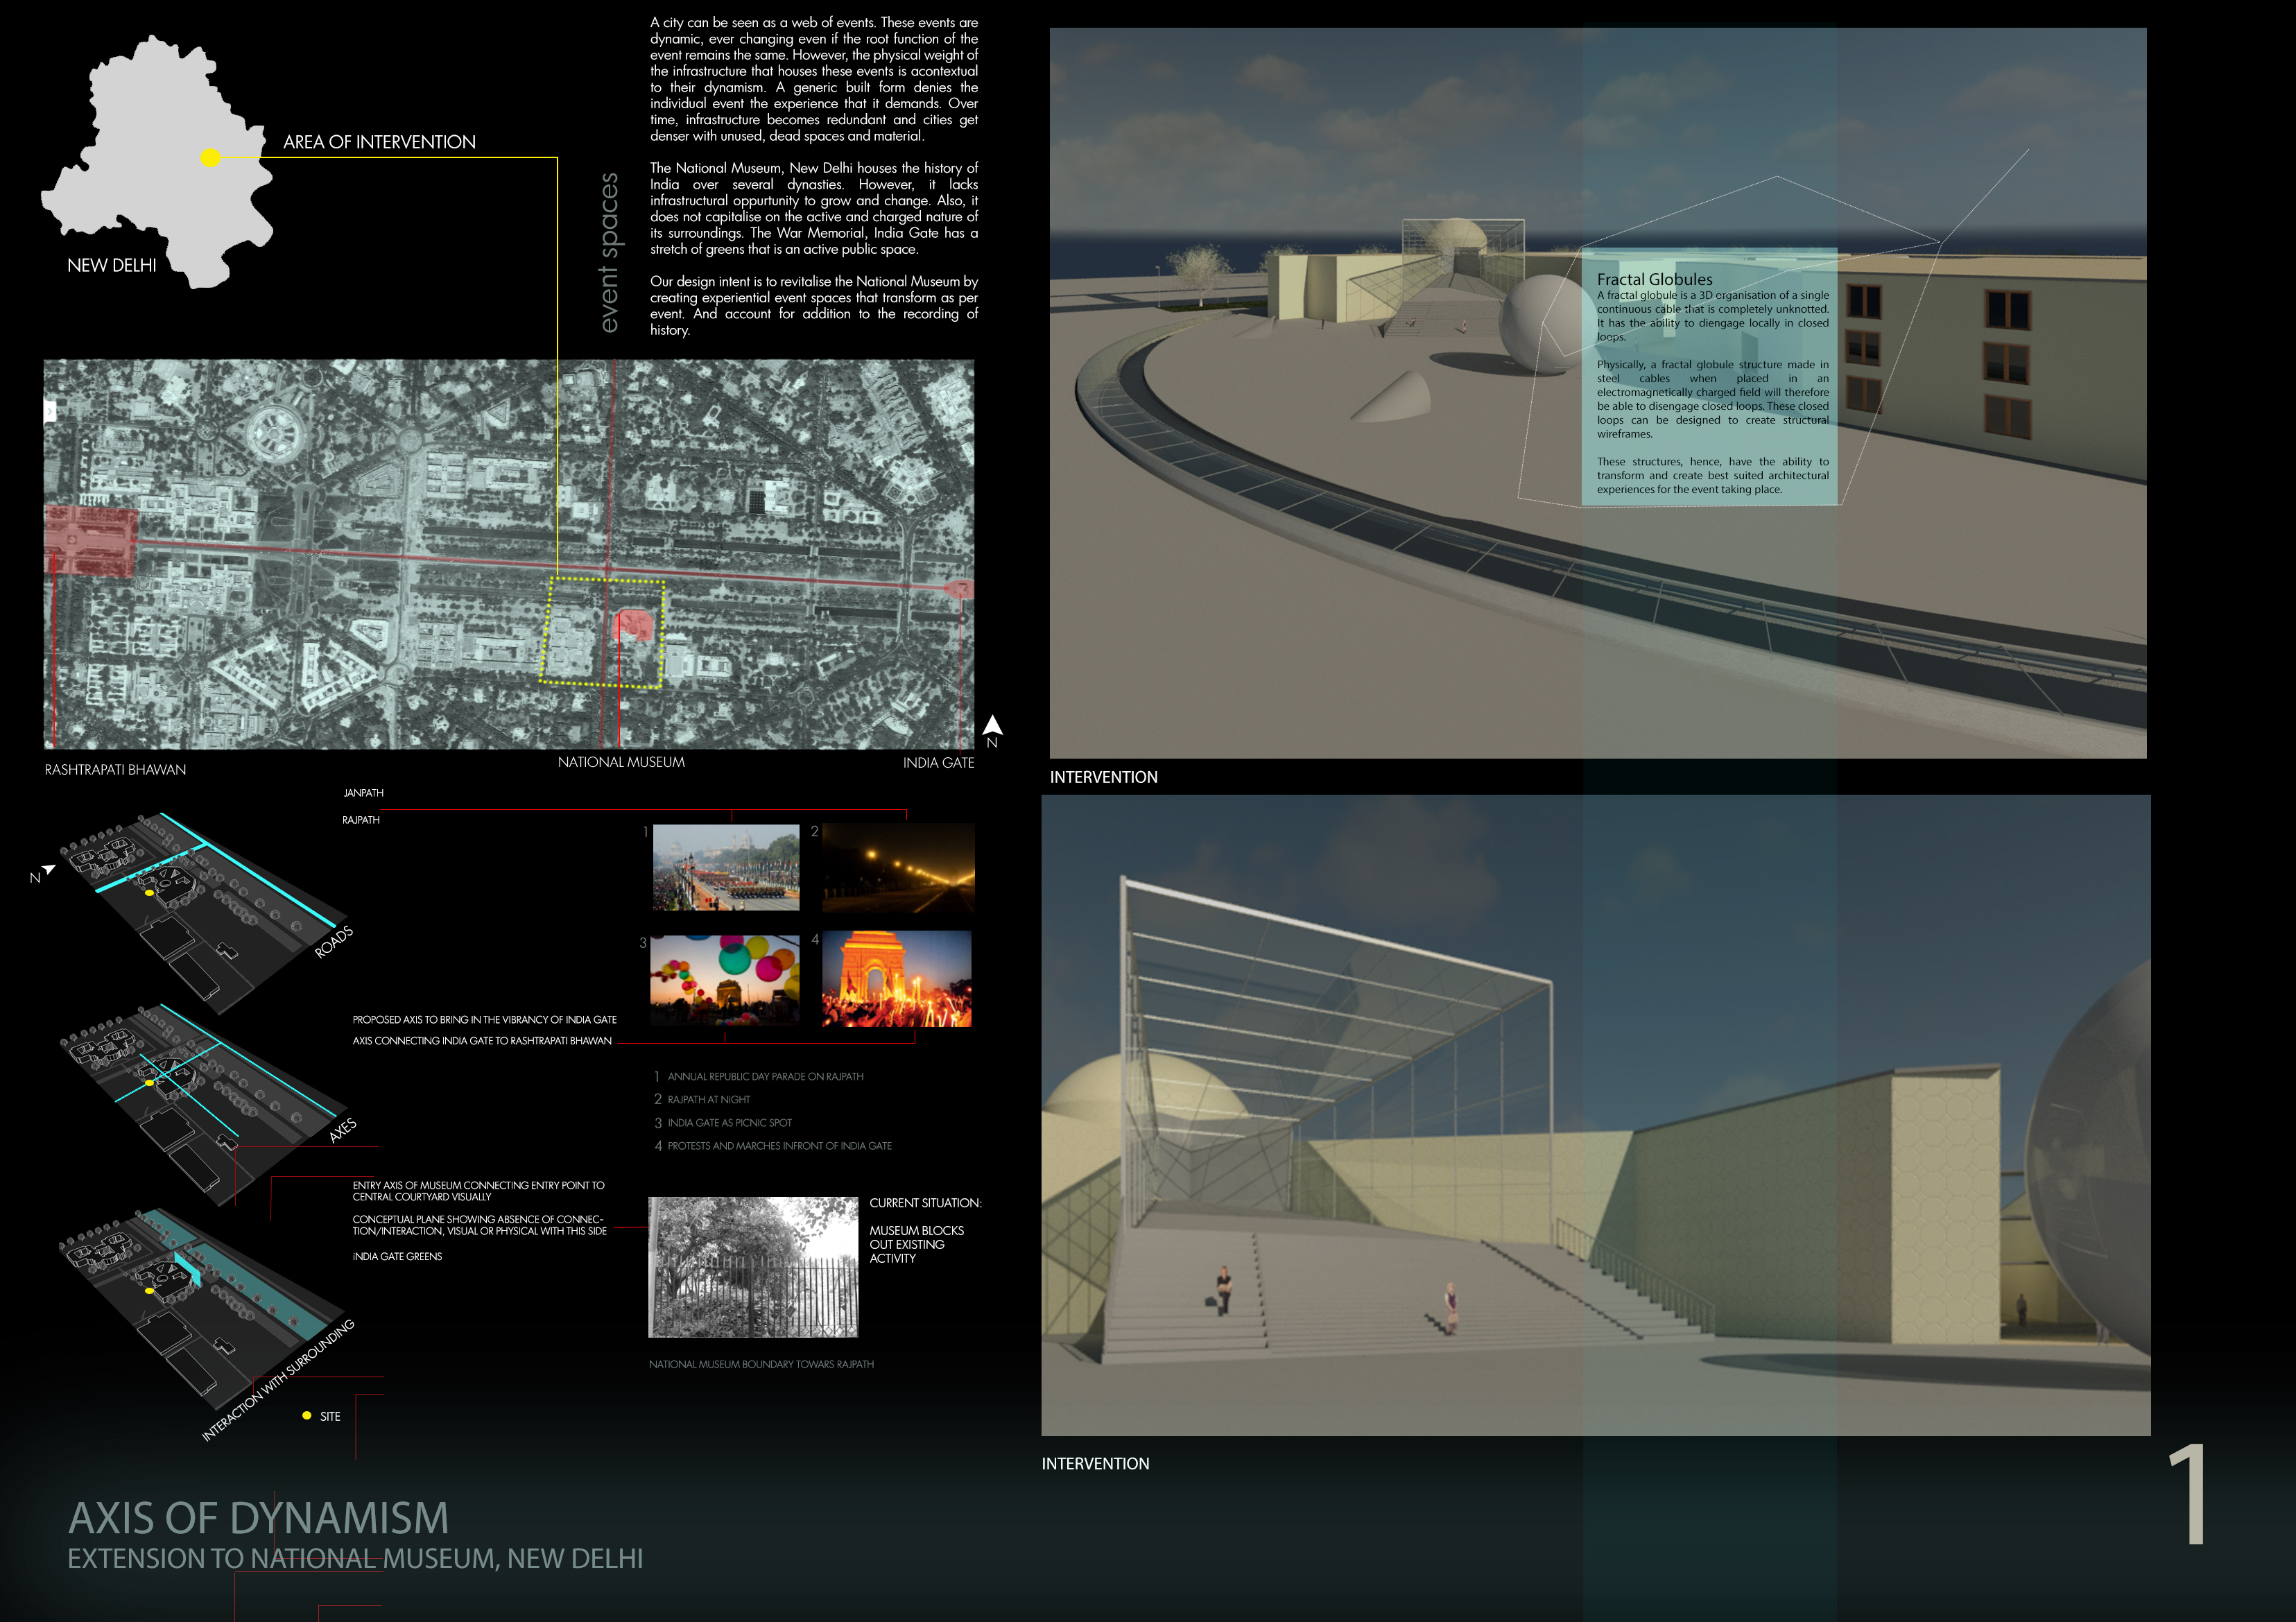 A city can be seen as a web of events. These events are
dynamic, ever changing even if the root function of the
event remains the same. However, the physical weight of
the infrastructure that houses these events is acontextual
to their dynamism. A generic built form denies the
individual event the experience that it demands. Over
time, infrastructure becomes redundant and cities get
denser with unused, dead spaces and material.
The National Museum, New Delhi houses the history of
India over several dynasties. However, it lacks
infrastructural oppurtunity to grow and change. Also, it
does not capitalise on the active and charged nature of
its surroundings. The War Memorial, India Gate has a
stretch of greens that is an active public space.
Our design intent is to revitalise the National Museum by
creating experiential event spaces that transform as per
event. And account for addition to the recording of
history.
event spaces
AREA OF INTERVENTION
NEW DELHI
N
RASHTRAPATI BHAWAN
NATIONAL MUSEUM
INDIA GATE
JANPATH
RAJPATH
N
ROADS
1
2
3
4
PROPOSED AXIS TO BRING IN THE VIBRANCY OF INDIA GATE
AXIS CONNECTING INDIA GATE TO RASHTRAPATI BHAWAN
AXES
1 ANNUAL REPUBLIC DAY PARADE ON RAJPATH
2 RAJPATH AT NIGHT
3 INDIA GATE AS PICNIC SPOT
4 PROTESTS AND MARCHES INFRONT OF INDIA GATE
ENTRY AXIS OF MUSEUM CONNECTING ENTRY POINT TO
CENTRAL COURTYARD VISUALLY
CONCEPTUAL PLANE SHOWING ABSENCE OF CONNEC-
TION/INTERACTION, VISUAL OR PHYSICAL WITH THIS SIDE
iNDIA GATE GREENS
INTERACTION WITH SURROUNDING
SITE
CURRENT SITUATION:
MUSEUM BLOCKS
OUT EXISTING
ACTIVITY
NATIONAL MUSEUM BOUNDARY TOWARS RAJPATH
Fractal Globules
A fractal globule is a 3D organisation of a single
continuous cable that is completely unknotted.
It has the ability to diengage locally in closed
loops.
Physically, a fractal globule structure made in
steel cables when placed in an
electromagnetically charged field will therefore
be able to disengage closed loops. These closed
loops can be designed to create structural
wireframes.
These structures, hence, have the ability to
transform and create best suited architectural
experiences for the event taking place.
INTERVENTION
INTERVENTION
AXIS OF DYNAMISM
EXTENSION TO NATIONAL MUSEUM, NEW DELHI
1